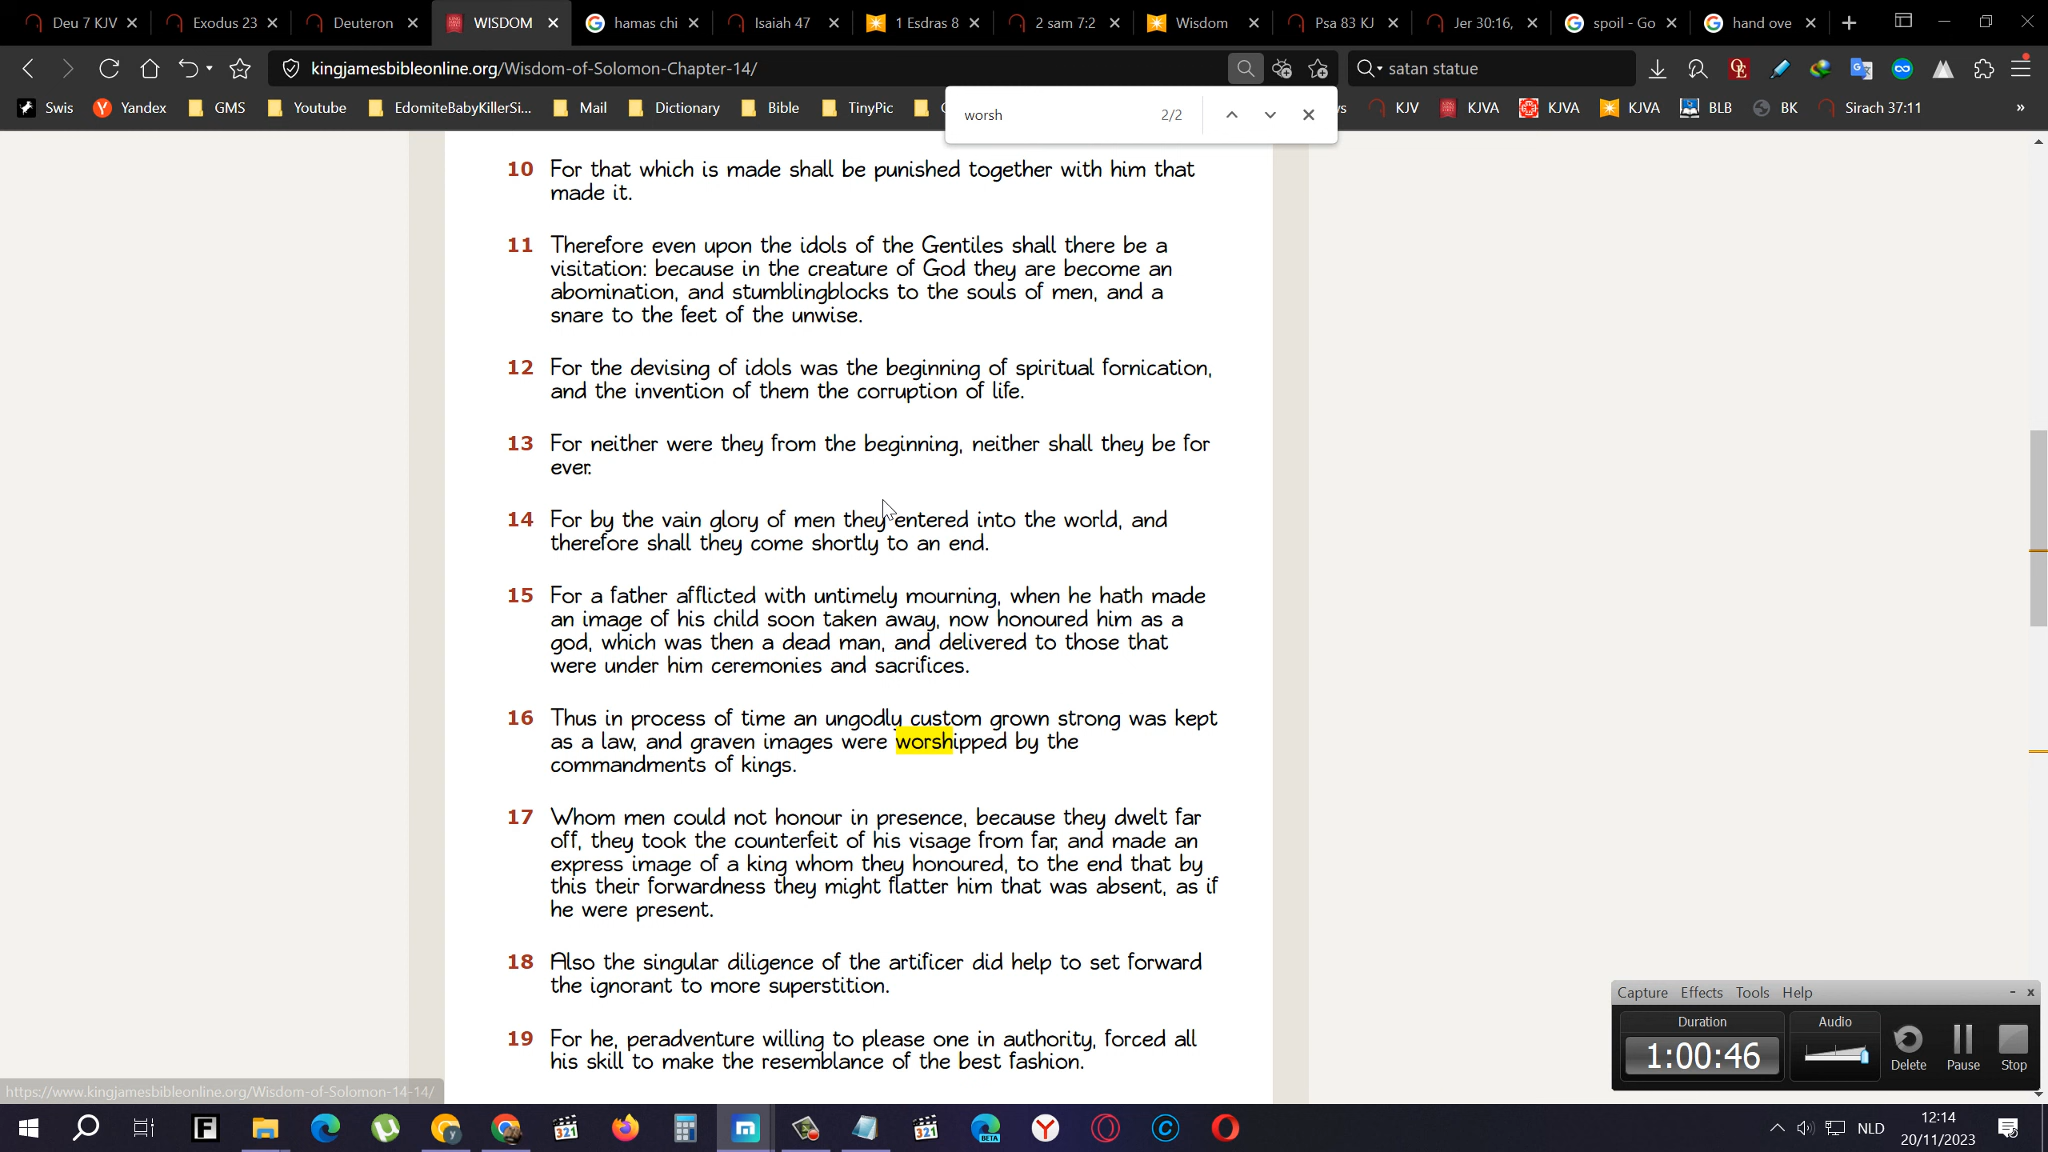 Deu 7 KJV
Exodus 23
Deuteron
WISDOM
hamas chi
Isaiah 47
1 Esdras 8
2 sam 7:2
Wisdom
Psa 83 KJ
Jer 30:16,
spoil - Go
hand ove
kingjamesbibleonline.org/Wisdom-of-Solomon-Chapter-14/
satan statue
Swis
Yandex
GMS
Youtube
EdomiteBabyKillerSi...
Mail
Dictionary
Bible
TinyPic
KJV
KJVA
KJVA
KJVA
BLB
BK
Sirach 37:11
worsh
2/2
10 For that which is made shall be punished together with him that
made it.
11 Therefore even upon the idols of the Gentiles shall there be a
visitation: because in the creature of God they are become an
abomination, and stumblingblocks to the souls of men, and a
snare to the feet of the unwise.
12 For the devising of idols was the beginning of spiritual fornication,
and the invention of them the corruption of life.
13 For neither were they from the beginning, neither shall they be for
ever.
14 For by the vain glory of men they entered into the world, and
therefore shall they come shortly to an end.
15 For a father afflicted with untimely mourning, when he hath made
an image of his child soon taken away, now honoured him as a
god, which was then a dead man, and delivered to those that
were under him ceremonies and sacrifices.
16 Thus in process of time an ungodly custom grown strong was kept
as a law, and graven images were worshipped by the
commandments of kings.
17 Whom men could not honour in presence, because they dwelt far
off, they took the counterfeit of his visage from far, and made an
express image of a king whom they honoured, to the end that by
this their forwardness they might flatter him that was absent, as if
he were present.
18 Also the singular diligence of the artificer did help to set forward
the ignorant to more superstition.
19 For he, peradventure willing to please one in authority, forced all
his skill to make the resemblance of the best fashion.
https://www.kingjamesbibleonline.org/Wisdom-of-Solomon-14-14/
Capture Effects Tools Help
Duration
Audio
1:00:46
Delete
Pause
Stop
NLD
12:14
20/11/2023